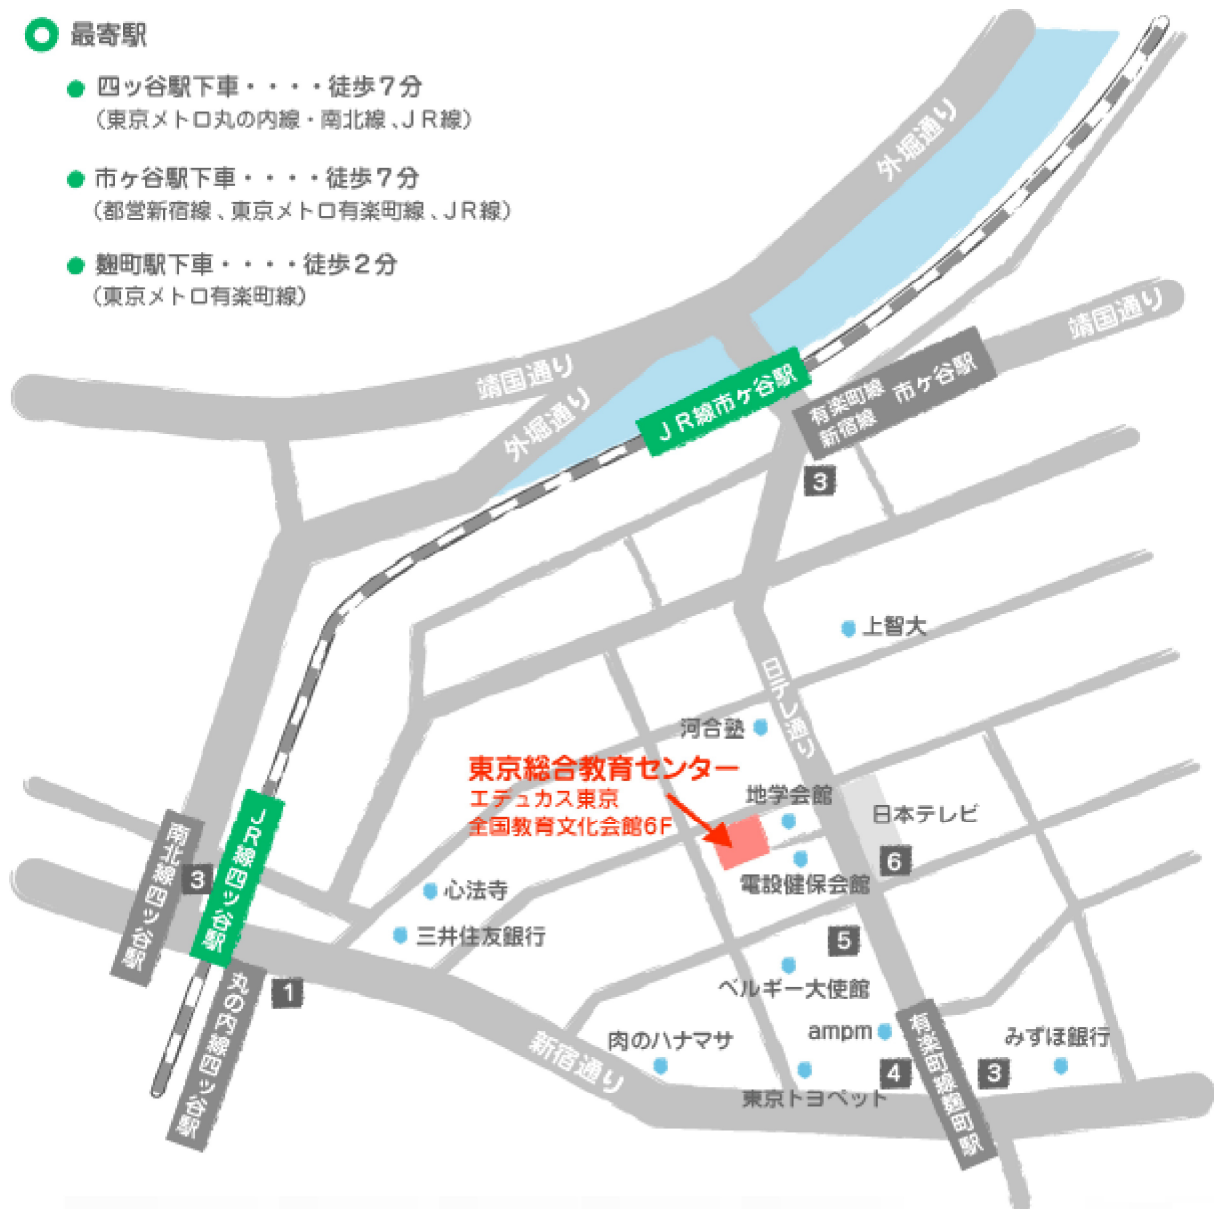 最寄駅
四ッ谷駅下車・・・・徒歩7分
（東京メトロ丸の内線・南北線、JR線）
市ヶ谷駅下車・・・・徒歩7分
（都営新宿線、東京メトロ有楽町線、JR線）
麹町駅下車・・・・徒歩2分
（東京メトロ有楽町線）
外堀通り
靖国通り
靖国通り
外堀通り
JR線市ヶ谷駅
有楽町線
新宿線
市ケ谷駅
3
上智大
日テレ通り
河合塾
東京総合教育センター
エデュカス東京
全国教育文化会館6F
地学会館
日本テレビ
6
電設健保会館
南北線四ッ谷駅
3
JR線四ッ谷駅
心法寺
三井住友銀行
5
ベルギー大使館
丸の内線四ッ谷駅
1
新宿通り
肉のハナマサ
ampm
有楽町線麹町駅
みずほ銀行
4
3
東京トヨペット